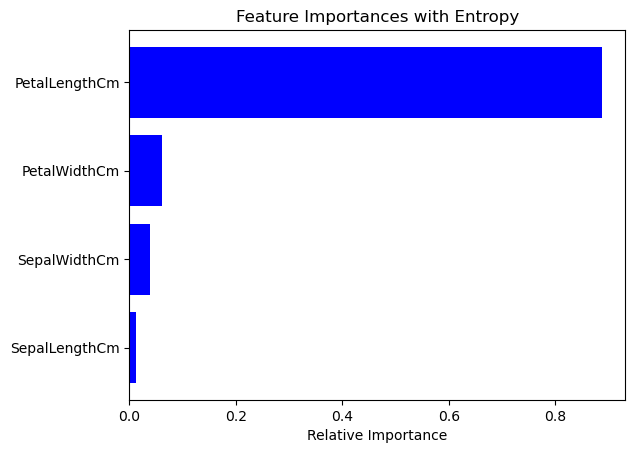 Feature Importances with Entropy
PetalLengthCm
PetalWidthCm
SepalWidthCm
SepalLengthCm
0.0 0.2 0.4 0.6 0.8
Relative Importance